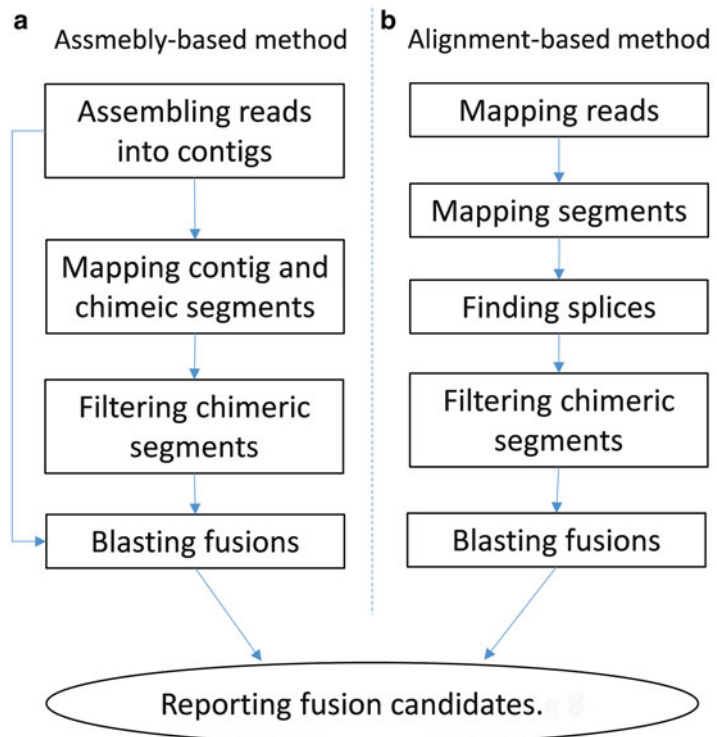 a Assmebly-based method
Assembling reads
into contigs
Mapping contig and
chimeic segments
Filtering chimeric
segments
Blasting fusions
b Alignment-based method
Mapping reads
Mapping segments
Finding splices
Filtering chimeric
segments
Blasting fusions
Reporting fusion candidates.